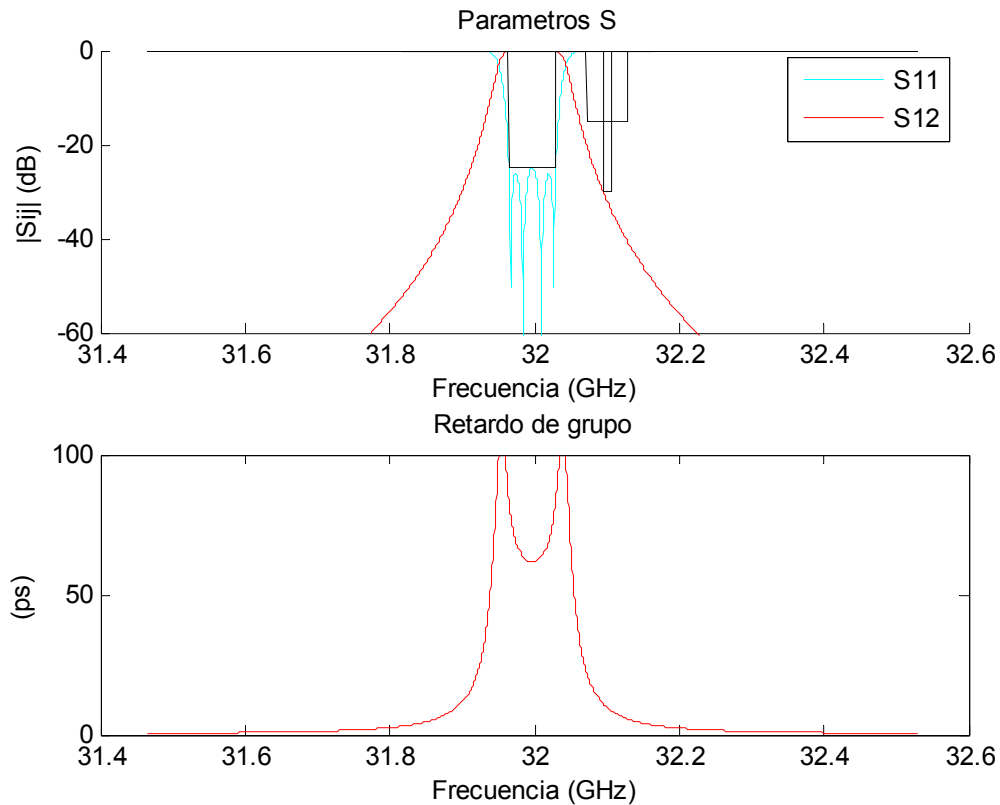 Parametros S
0
-20
-40
-60
|Sij| (dB)
S11
S12
31.4 31.6 31.8 32 32.2 32.4 32.6
Frecuencia (GHz)
Retardo de grupo
100
50
0
(ps)
31.4 31.6 31.8 32 32.2 32.4 32.6
Frecuencia (GHz)